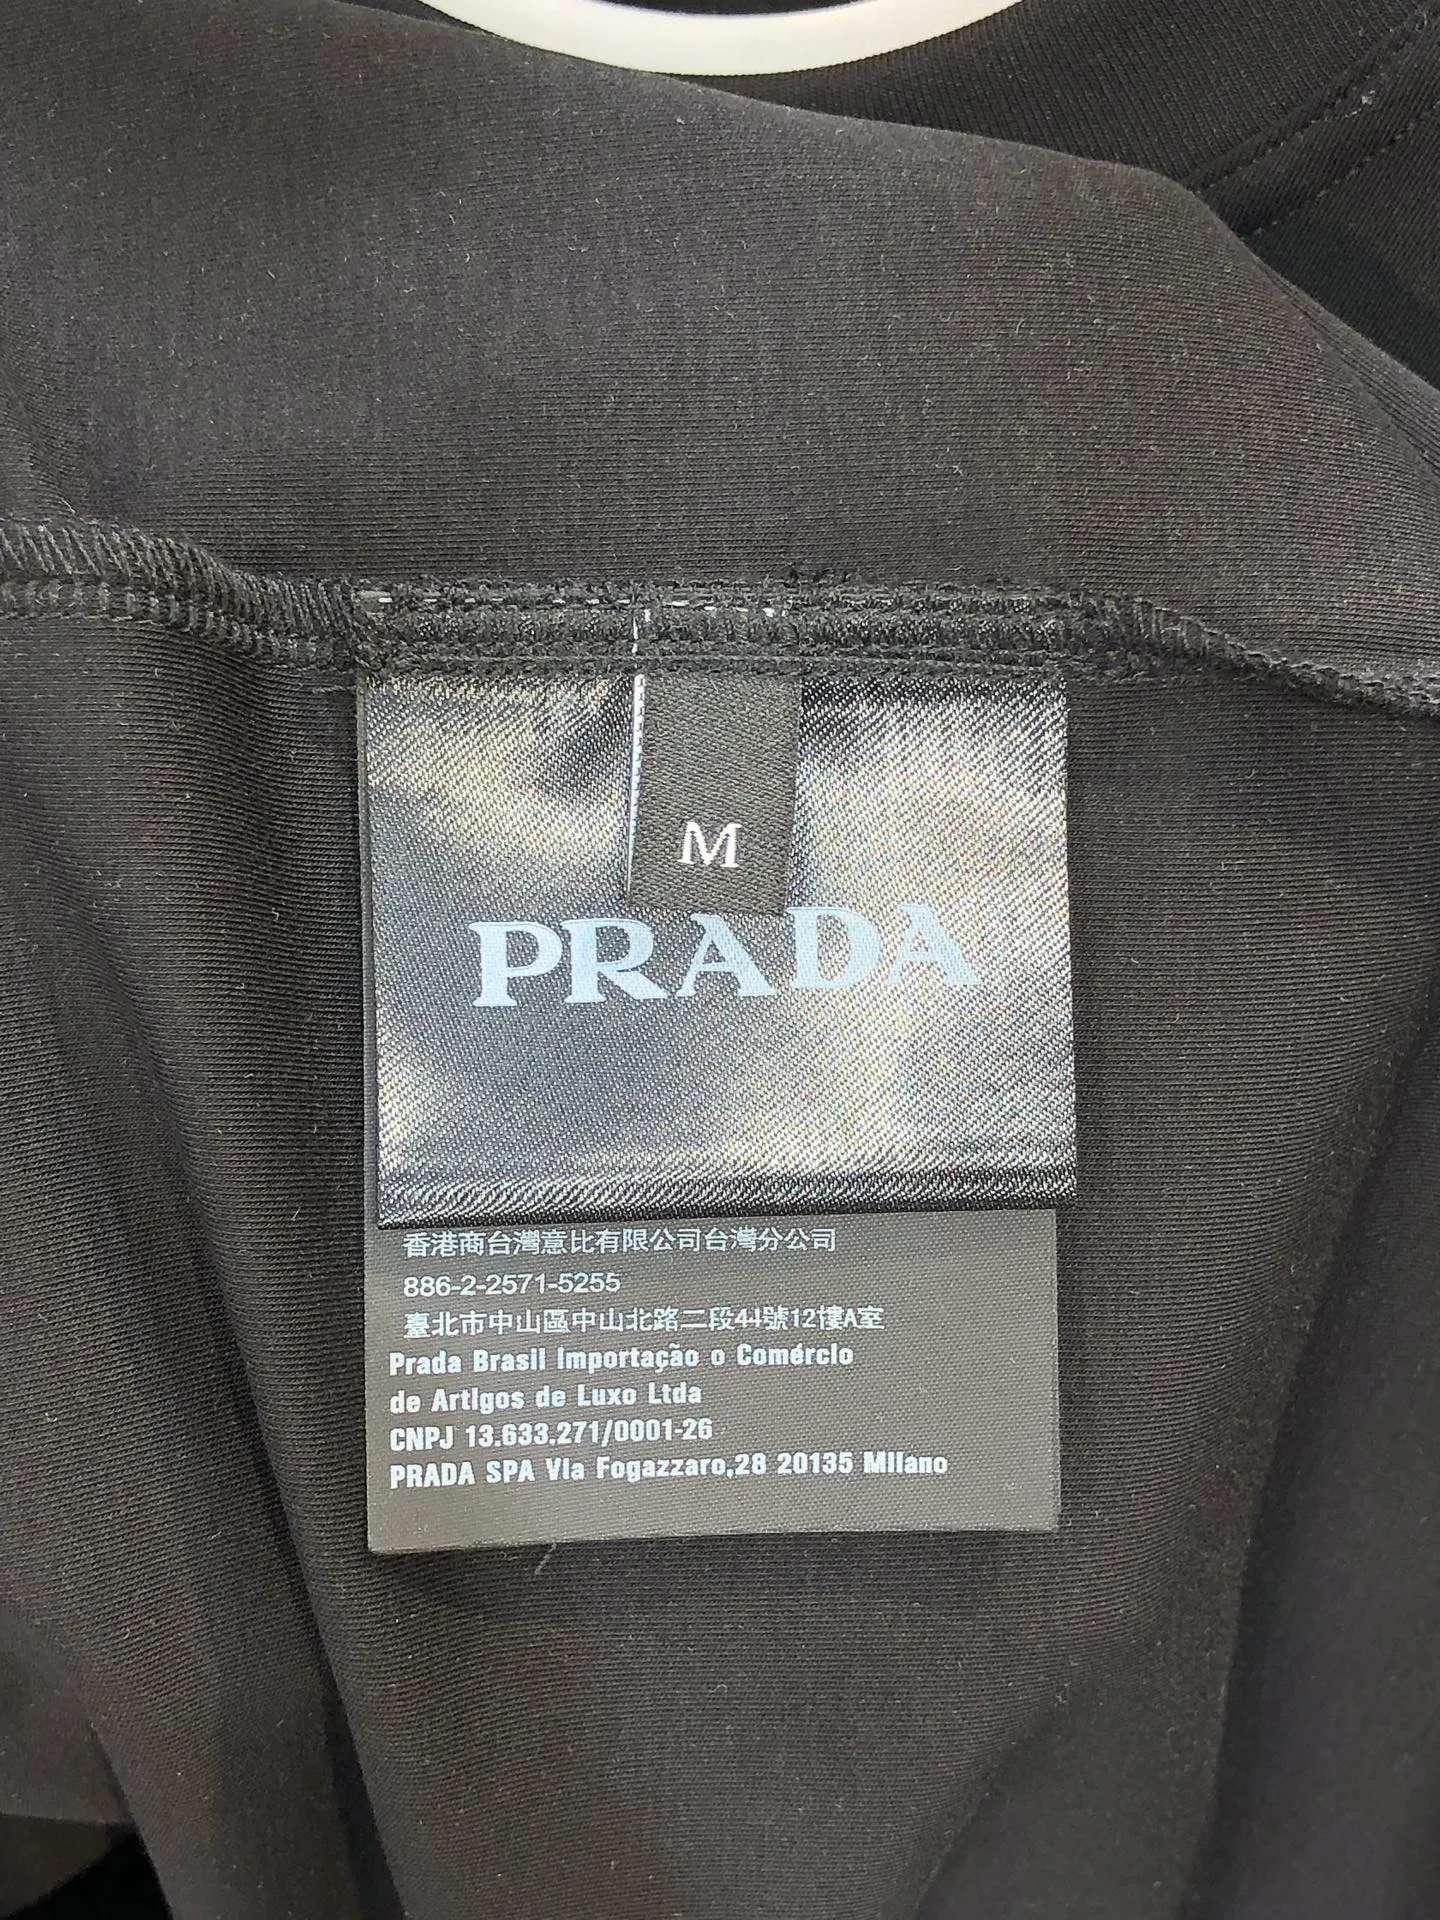 M
PRADA
香港商台灣意比有限公司台灣分公司
886-2-2571-5255
臺北市中山區中山北路二段44號12樓A室
Prada Brasil Importação o Comércio
de Artigos de Luxo Ltda
CNPJ 13.633.271/0001-26
PRADA SPA Via Fogazzaro,28 20135 Milano